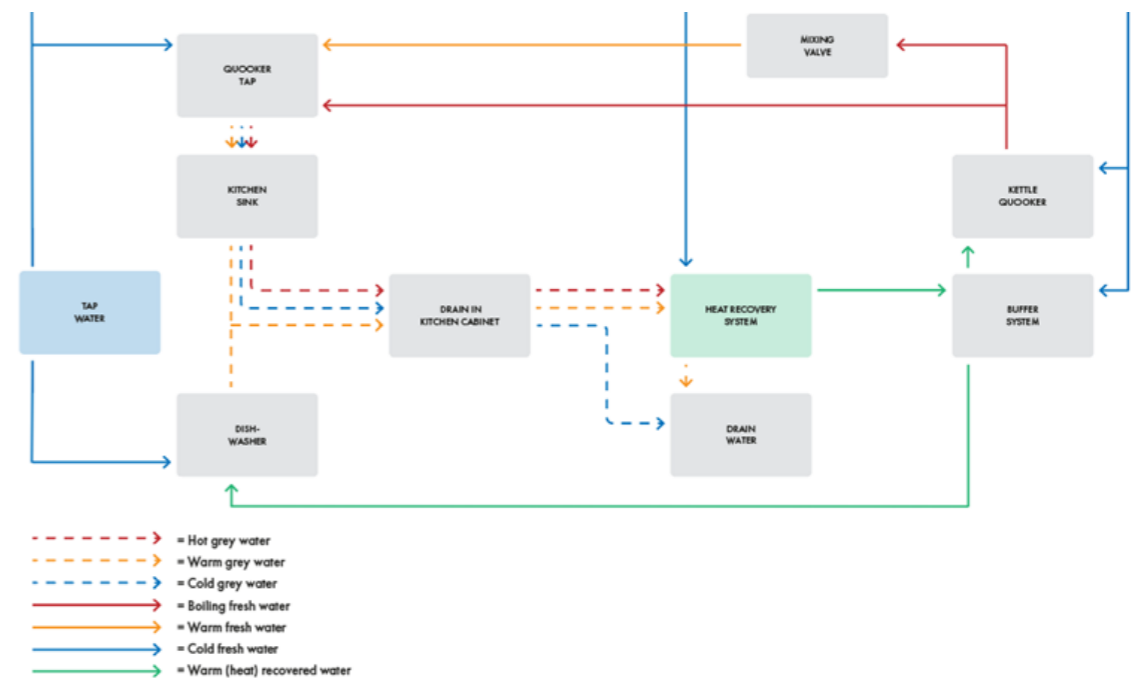 MIXING
VALVE
QUOOKER
TAP
KITCHEN
SINK
KETTLE
QUOOKER
TAP
WATER
DRAIN IN
KITCHEN CABINET
HEAT RECOVERY
SYSTEM
BUFFER
SYSTEM
DISH-
WASHER
DRAIN
WATER
= Hot grey water
= Warm grey water
= Cold grey water
= Boiling fresh water
= Warm fresh water
= Cold fresh water
= Warm (heat) recovered water